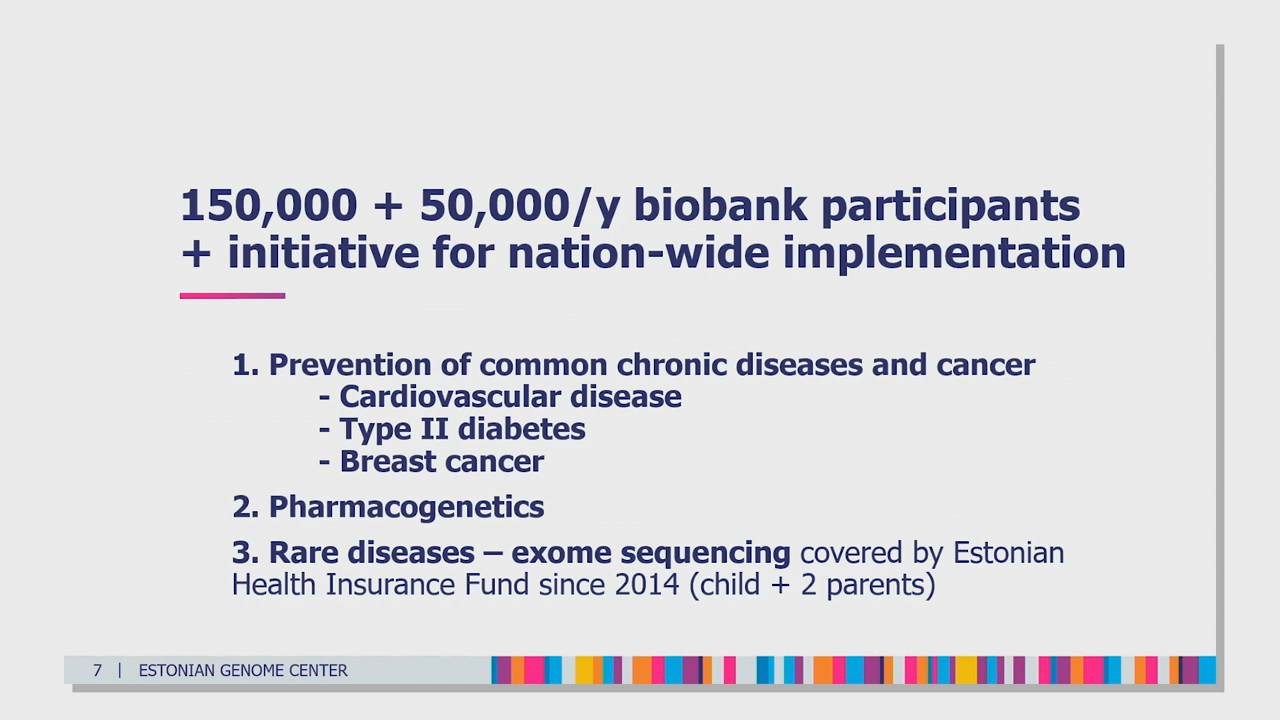 150,000 + 50,000/y biobank participants
+ initiative for nation-wide implementation
1. Prevention of common chronic diseases and cancer
- Cardiovascular disease
- Type II diabetes
- Breast cancer
2. Pharmacogenetics
3. Rare diseases – exome sequencing covered by Estonian
Health Insurance Fund since 2014 (child + 2 parents)
7 | ESTONIAN GENOME CENTER